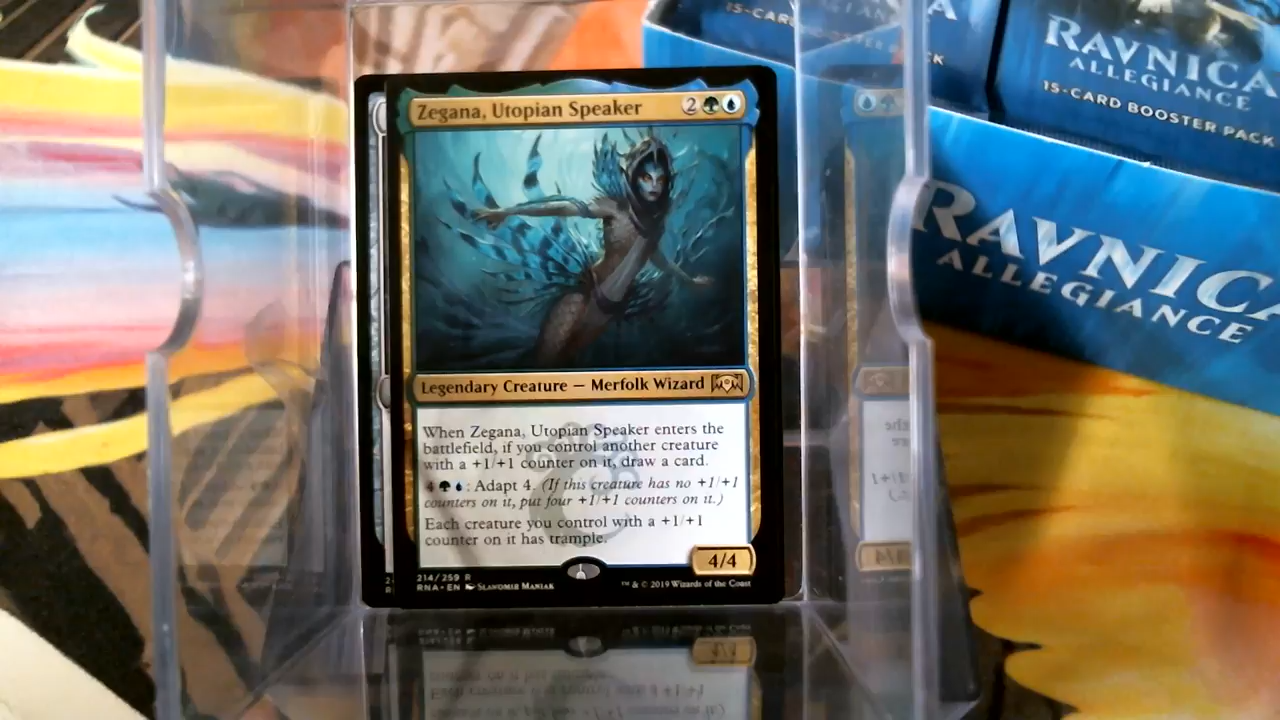 Zegana, Utopian Speaker 2
Legendary Creature — Merfolk Wizard
When Zegana, Utopian Speaker enters the
battlefield, if you control another creature
with a +1/+1 counter on it, draw a card.
4: Adapt 4. (If this creature has no +1/+1
counters on it, put four +1/+1 counters on it.)
Each creature you control with a +1/+1
counter on it has trample.
4/4
214/259 R
RNA • EN Slawomir Maniak
™ & © 2019 Wizards of the Coast
15-CARD
RAVNICA
ALLEGIANCE
15-CARD BOOSTER PACK
RAVNICA
ALLEGIANCE